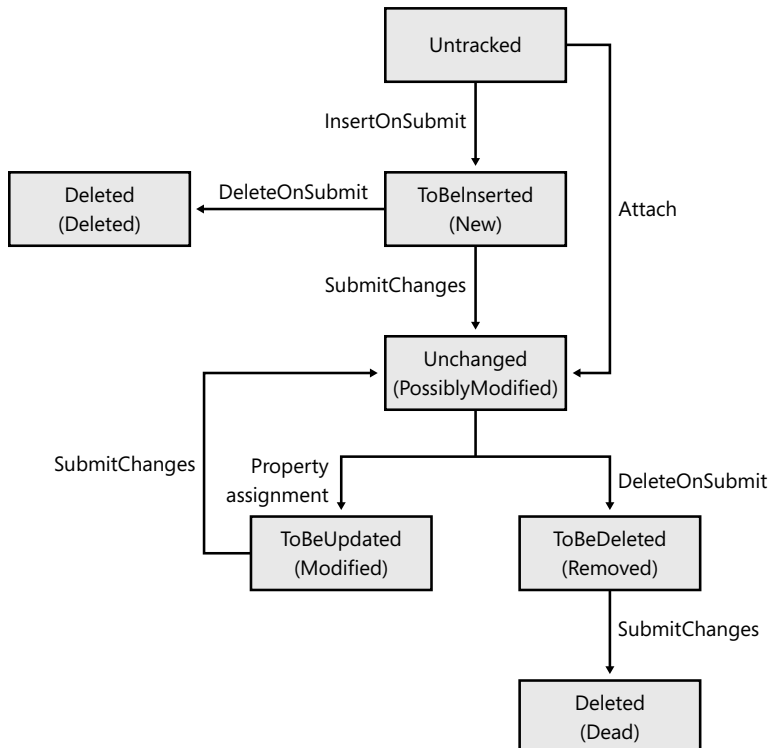 Untracked
InsertOnSubmit
Deleted
(Deleted)
DeleteOnSubmit
ToBeInserted
(New)
Attach
SubmitChanges
Unchanged
(PossiblyModified)
SubmitChanges
Property
assignment
DeleteOnSubmit
ToBeUpdated
(Modified)
ToBeDeleted
(Removed)
SubmitChanges
Deleted
(Dead)